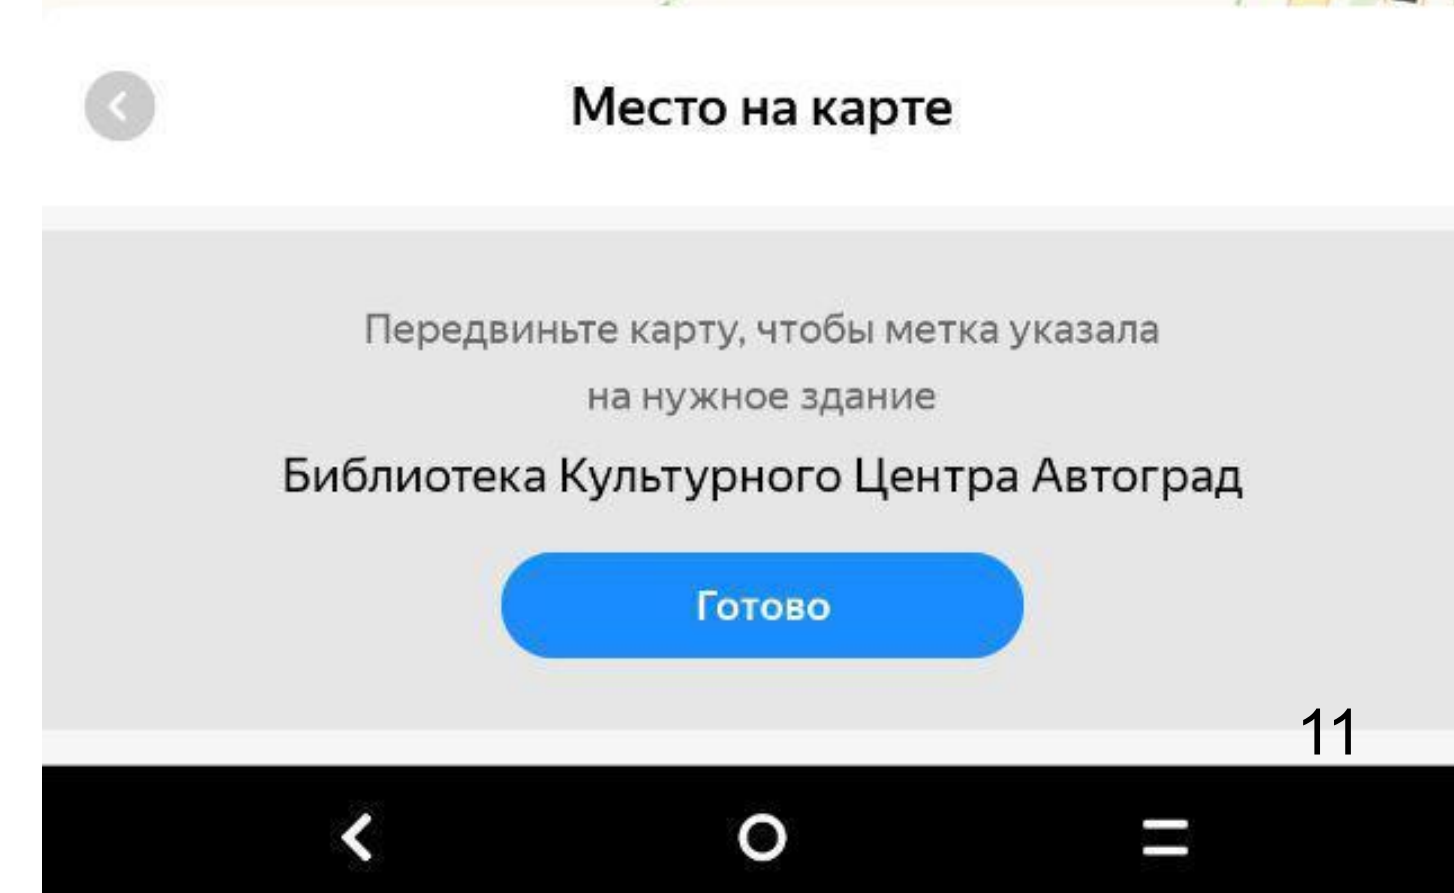 Место на карте
Передвиньте карту, чтобы метка указала
на нужное здание
Библиотека Культурного Центра Автоград
Готово
11